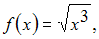 f(x) = √x³,